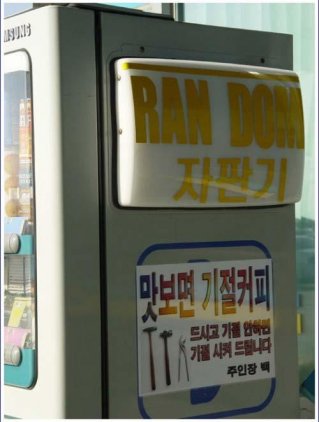 SAMSUNG
RAN DOM
자판기
맛보면 기절커피
드시고 기절 안하면
기절 시켜 드립니다
주인장 백